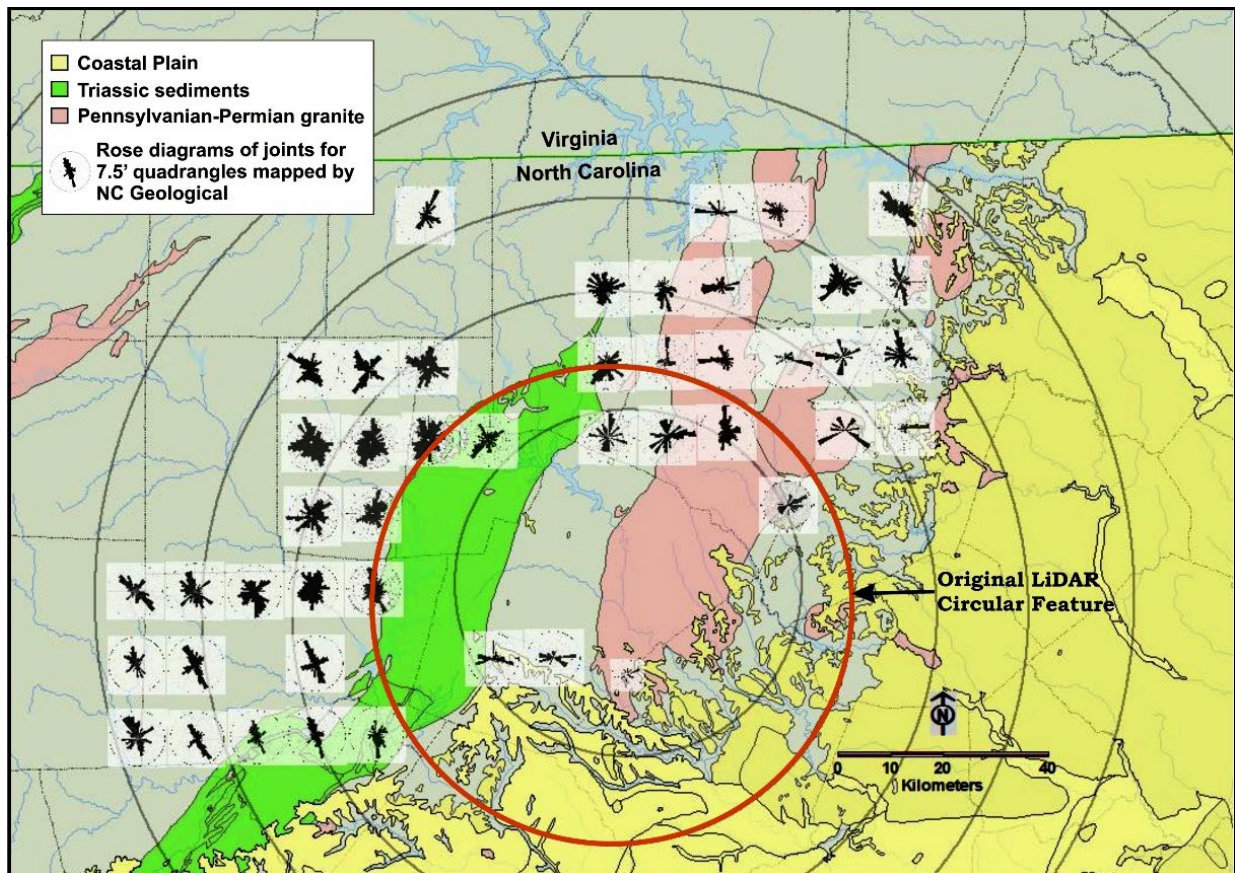 Coastal Plain
Triassic sediments
Pennsylvanian-Permian granite
Rose diagrams of joints for
7.5' quadrangles mapped by
NC Geological
Virginia
North Carolina
Original LiDAR
Circular Feature
N
0 20 40
Kilometers